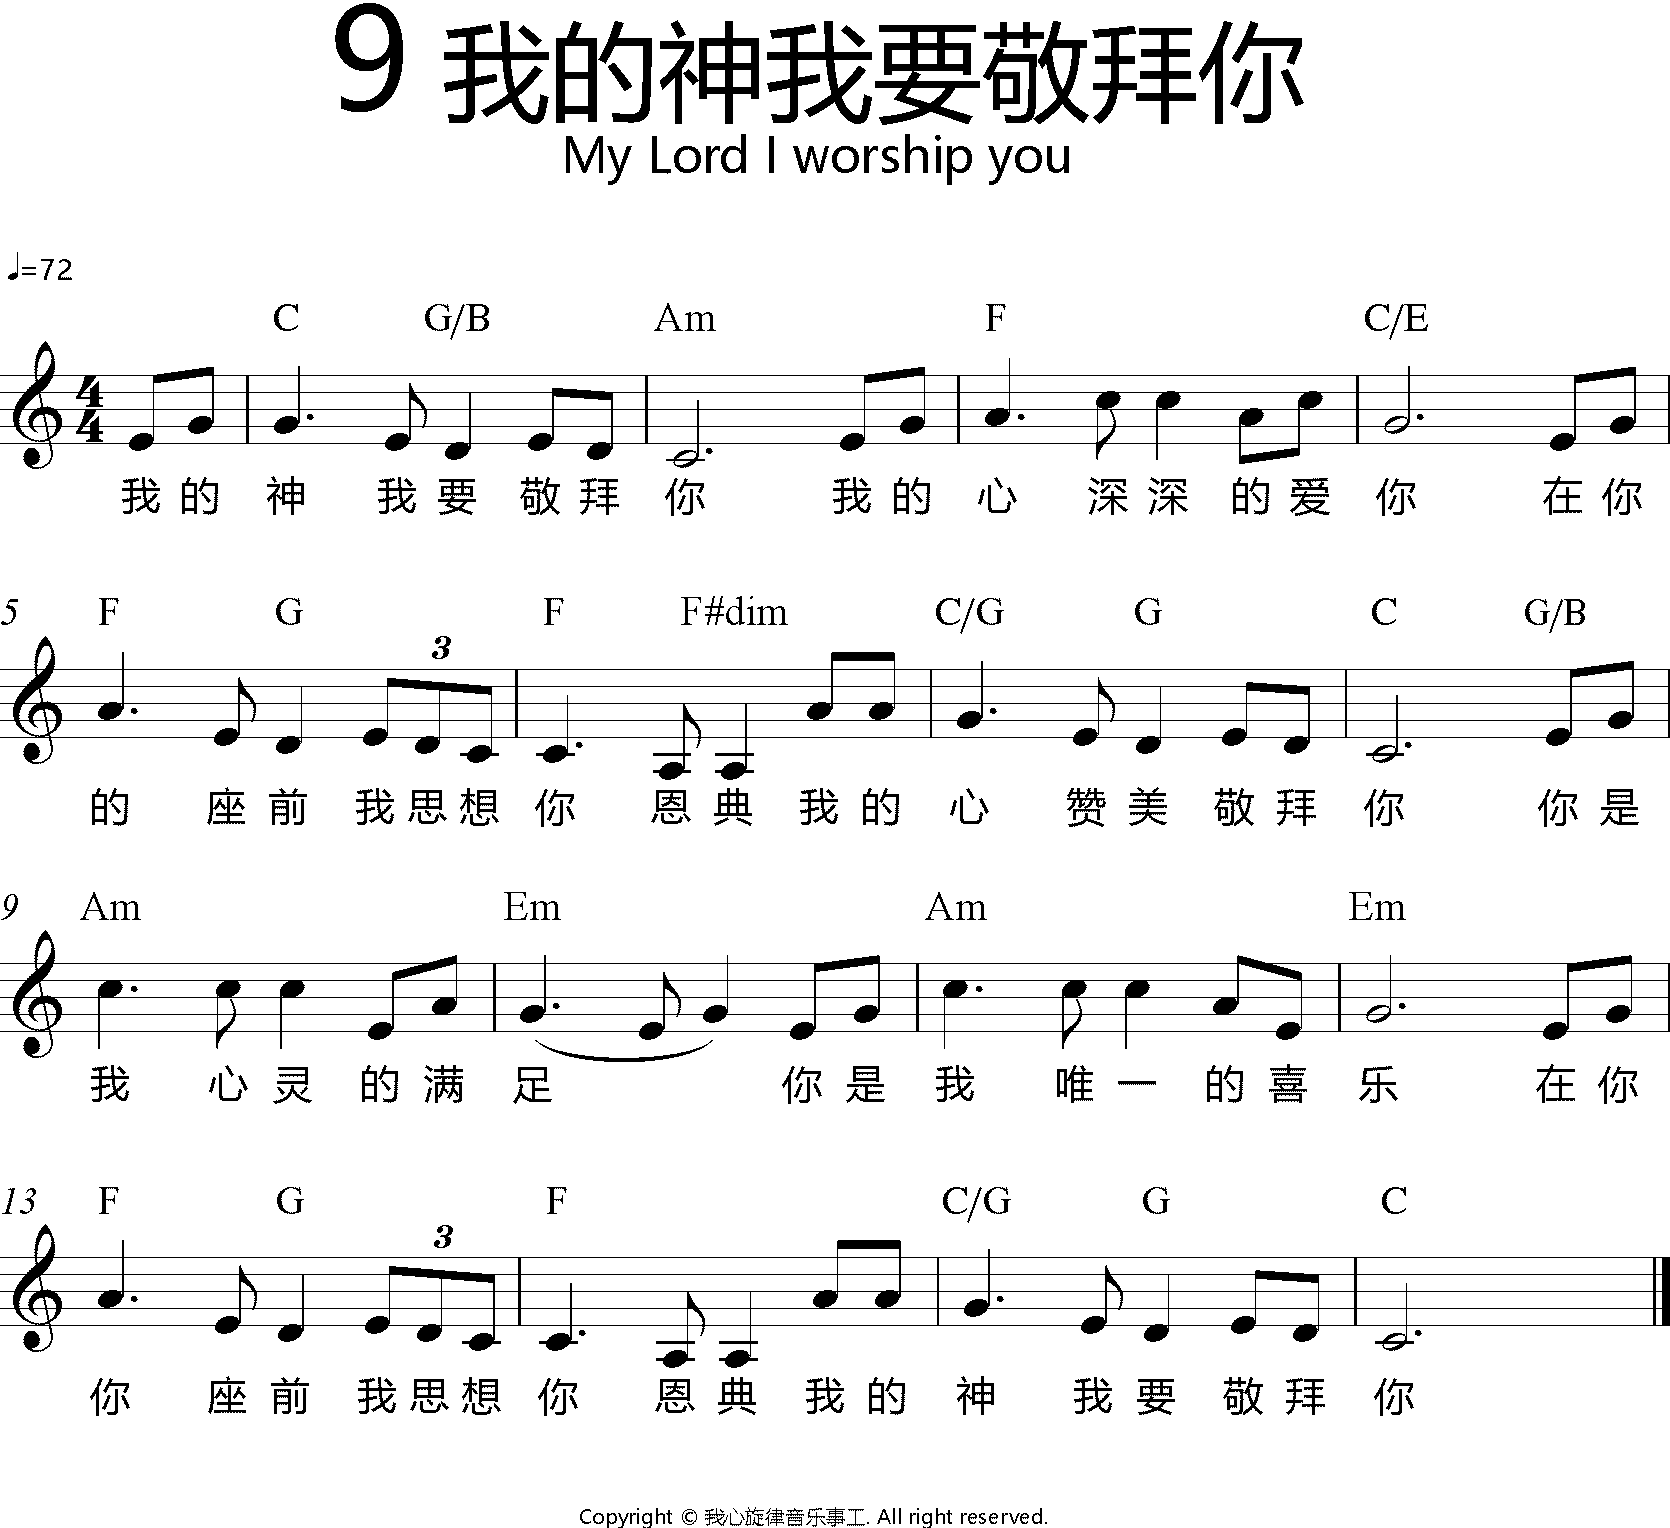 9 我的神我要敬拜你
My Lord I worship you
♩=72
C G/B Am F C/E
4
4
我的神我要敬拜你 我的心深深的爱你 在你
5 F G F F#dim C/G G C G/B
3
的座前我思想你恩典我的心赞美敬拜你 你是
9 Am Em Am Em
我心灵的满足 你是我唯一的喜乐 在你
13 F G F C/G G C
3
你座前我思想你恩典我的神我要敬拜你
Copyright © 我心旋律音乐事工. All right reserved.